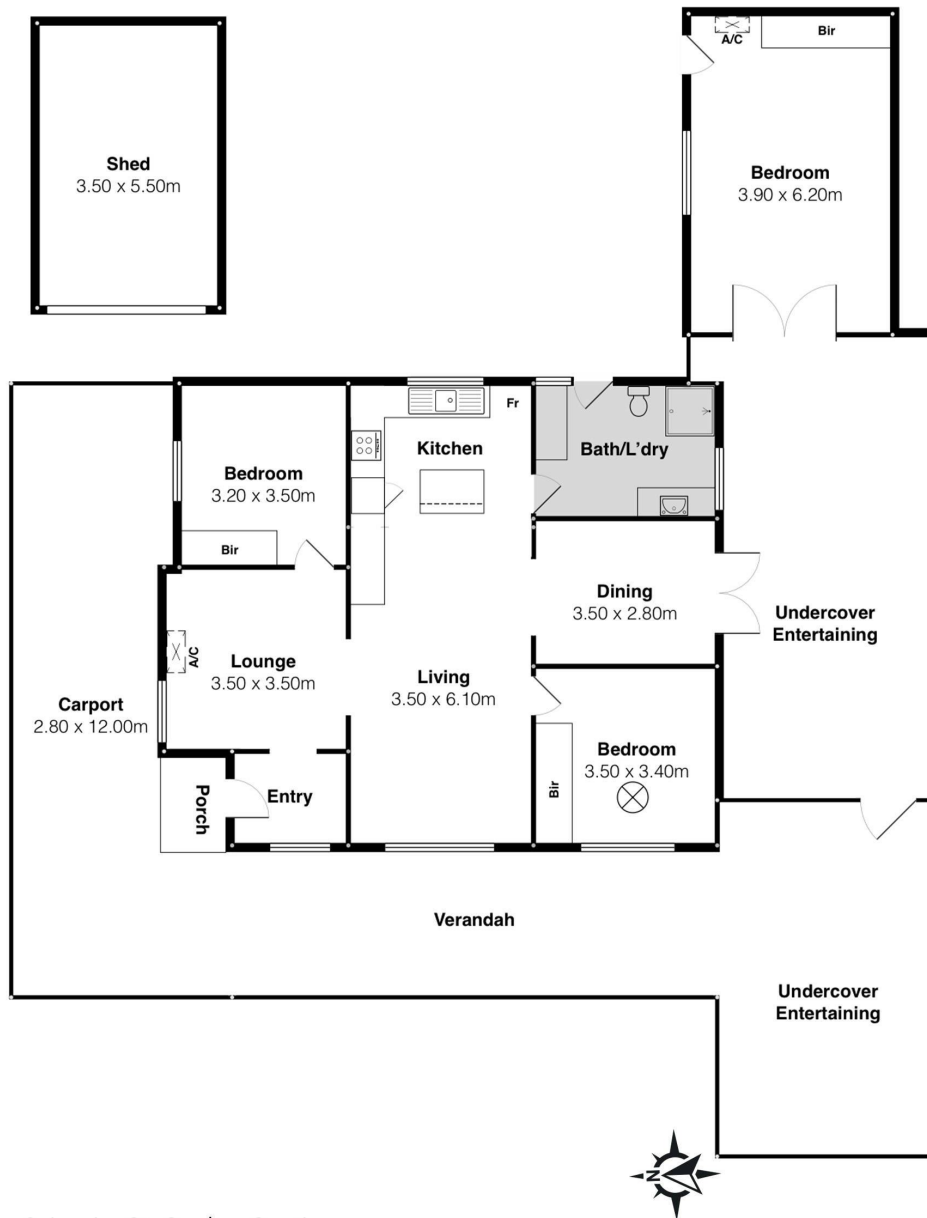 A/C
Bir
Shed
3.50 x 5.50m
Bedroom
3.90 x 6.20m
Fr
Kitchen
Bath/L'dry
Bedroom
3.20 x 3.50m
Bir
Dining
3.50 x 2.80m
Undercover
Entertaining
A/C
Lounge
3.50 x 3.50m
Living
3.50 x 6.10m
Carport
2.80 x 12.00m
Bedroom
3.50 x 3.40m
Bir
Porch
Entry
Verandah
Undercover
Entertaining
N